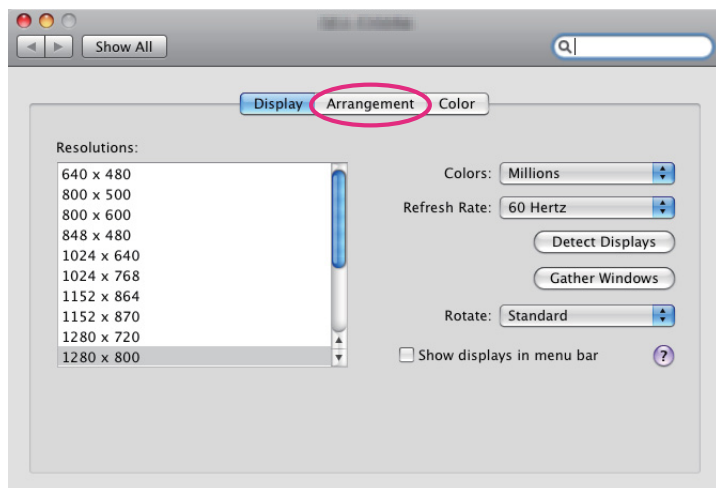 Show All
Display Arrangement Color
Resolutions:
640 x 480
800 x 500
800 x 600
848 x 480
1024 x 640
1024 x 768
1152 x 864
1152 x 870
1280 x 720
1280 x 800
Colors: Millions
Refresh Rate: 60 Hertz
Detect Displays
Gather Windows
Rotate: Standard
Show displays in menu bar ?